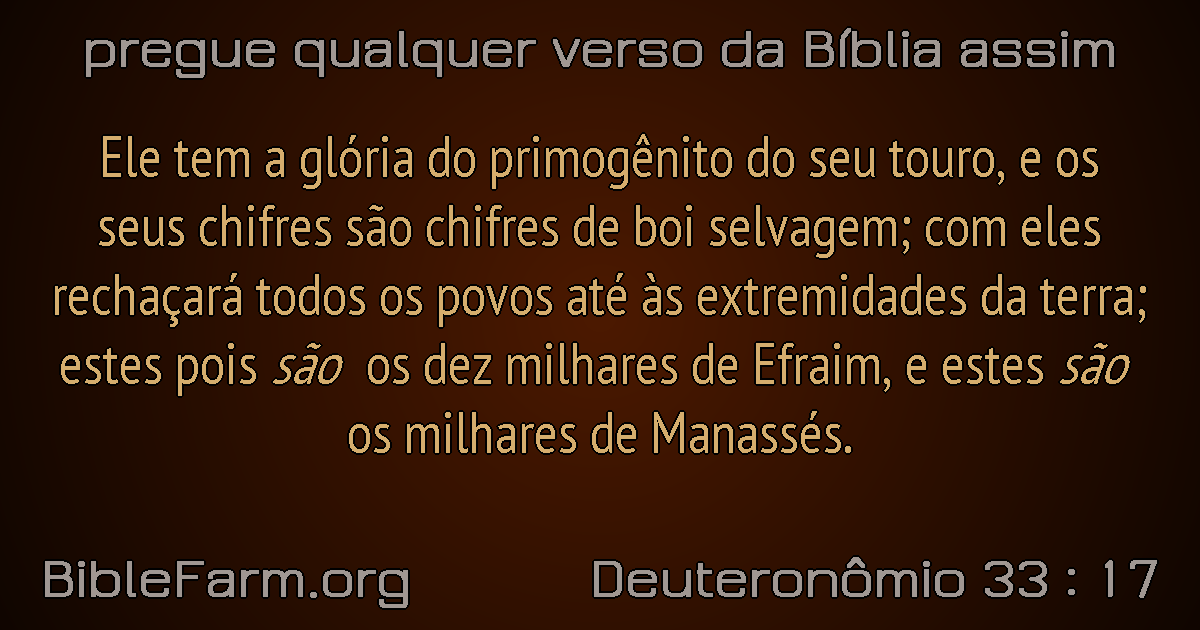 pregue qualquer verso da Bíblia assim
Ele tem a glória do primogênito do seu touro, e os
seus chifres são chifres de boi selvagem; com eles
rechaçará todos os povos até às extremidades da terra;
estes pois são os dez milhares de Efraim, e estes são
os milhares de Manassés.
BibleFarm.org
Deuteronômio 33 : 17